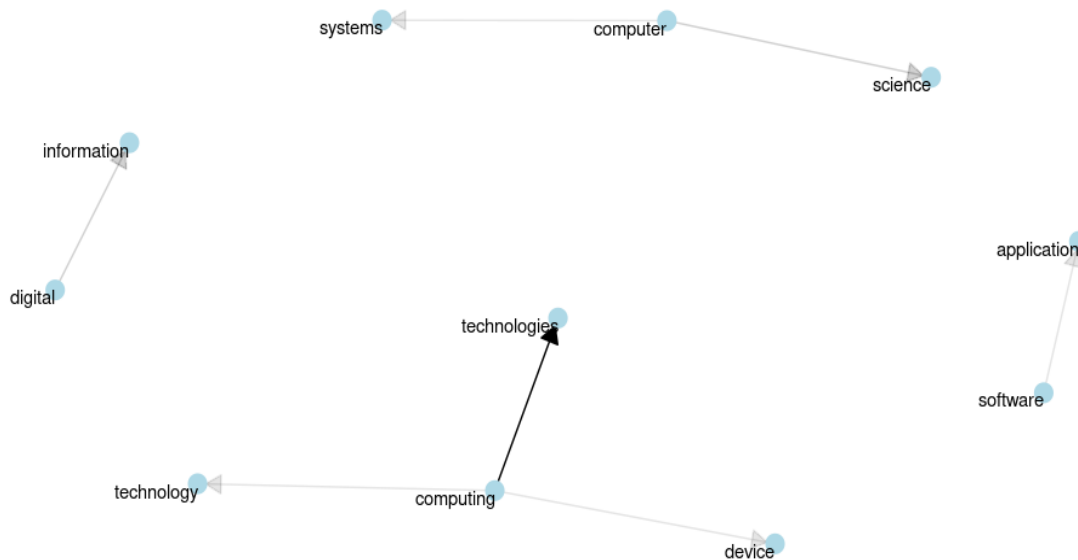 systems
computer
science
information
application
digital
technologies
software
technology
computing
device